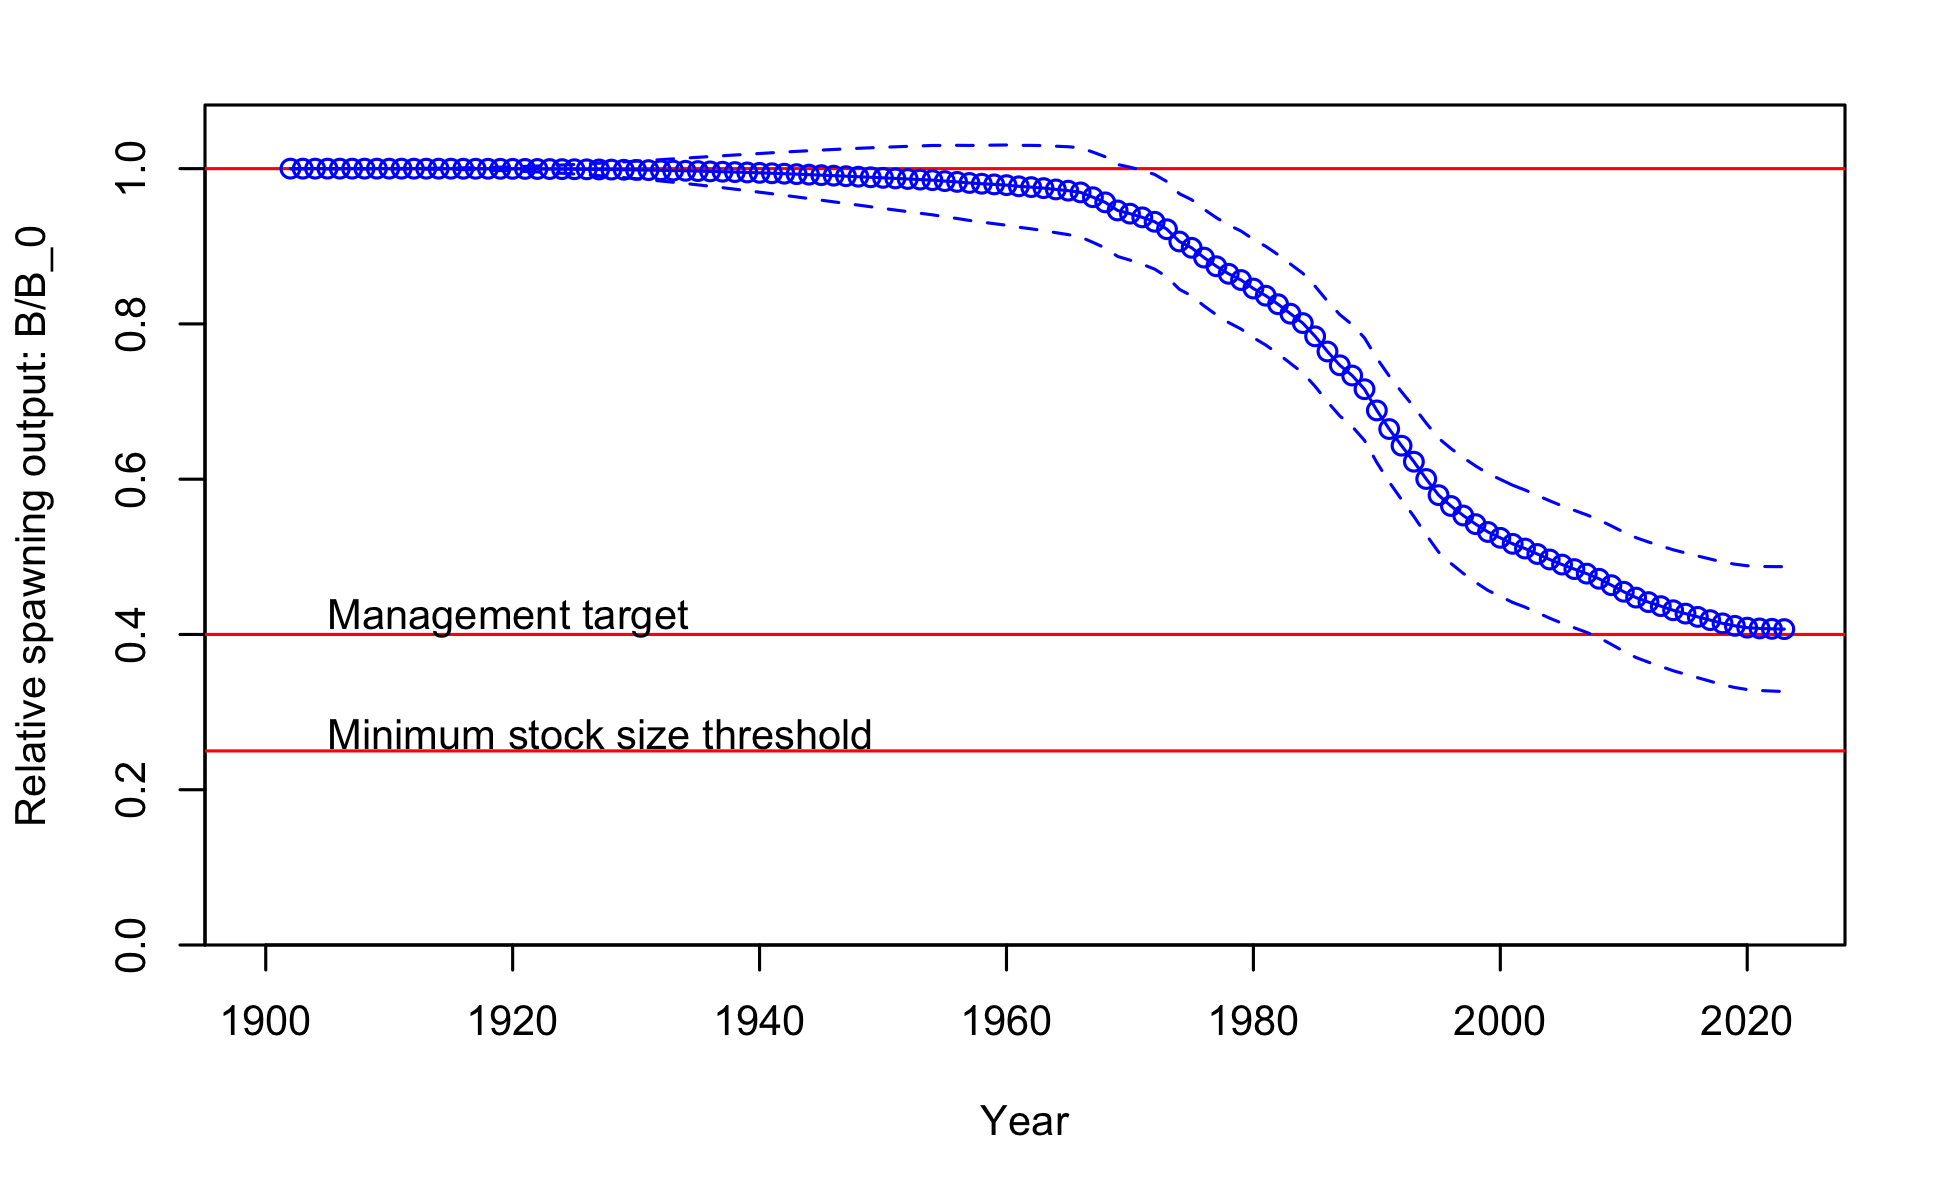 Relative spawning output: B/B_0
1.0
0.8
0.6
0.4
0.2
0.0
Management target
Minimum stock size threshold
1900 1920 1940 1960 1980 2000 2020
Year